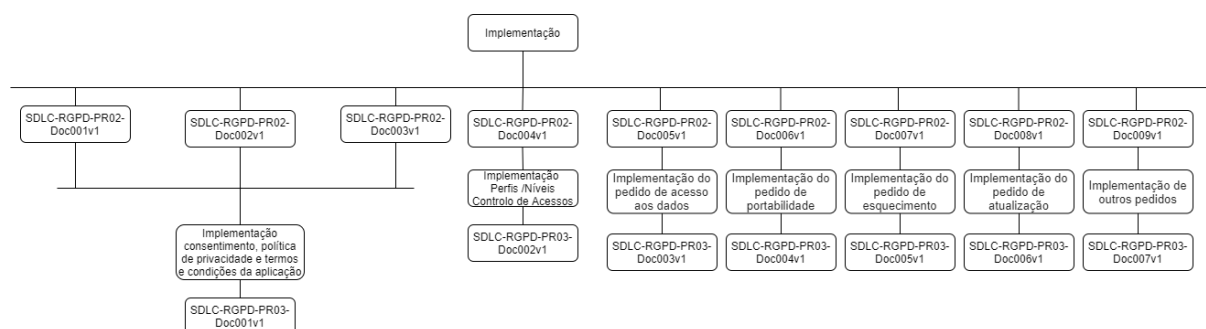 Implementação
SDLC-RGPD-PR02-
Doc001v1
SDLC-RGPD-PR02-
Doc002v1
SDLC-RGPD-PR02-
Doc003v1
SDLC-RGPD-PR02-
Doc004v1
SDLC-RGPD-PR02-
Doc005v1
SDLC-RGPD-PR02-
Doc006v1
SDLC-RGPD-PR02-
Doc007v1
SDLC-RGPD-PR02-
Doc008v1
SDLC-RGPD-PR02-
Doc009v1
Implementação
Perfis /Níveis
Controlo de Acessos
Implementação do
pedido de acesso
aos dados
Implementação do
pedido de
portabilidade
Implementação do
pedido de
esquecimento
Implementação do
pedido de
atualização
Implementação de
outros pedidos
Implementação
consentimento, política
de privacidade e termos
e condições da aplicação
SDLC-RGPD-PR03-
Doc002v1
SDLC-RGPD-PR03-
Doc003v1
SDLC-RGPD-PR03-
Doc004v1
SDLC-RGPD-PR03-
Doc005v1
SDLC-RGPD-PR03-
Doc006v1
SDLC-RGPD-PR03-
Doc007v1
SDLC-RGPD-PR03-
Doc001v1